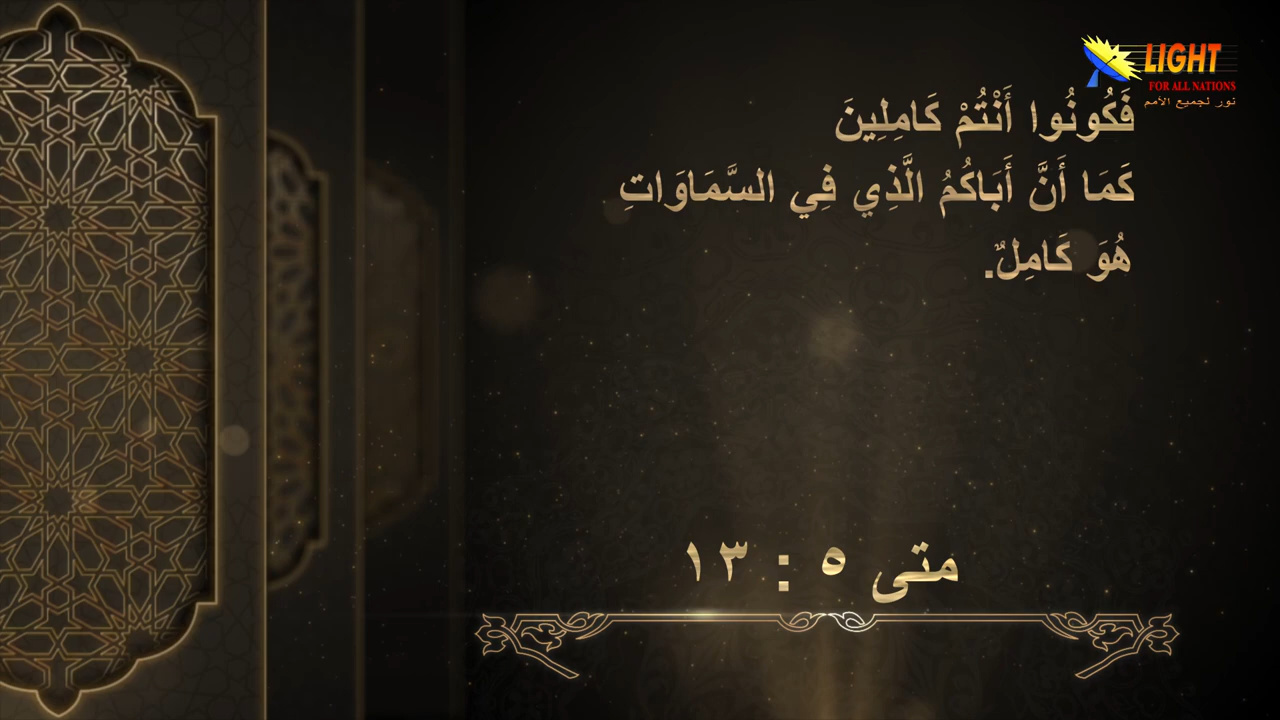 LIGHT
FOR ALL NATIONS
نور لجميع الأمم
فَكُونُوا أَنْتُمْ كَامِلِينَ
كَمَا أَنَّ أَبَاكُمُ الَّذِي فِي السَّمَاوَاتِ
هُوَ كَامِلٌ.
متى ٥ : ١٣